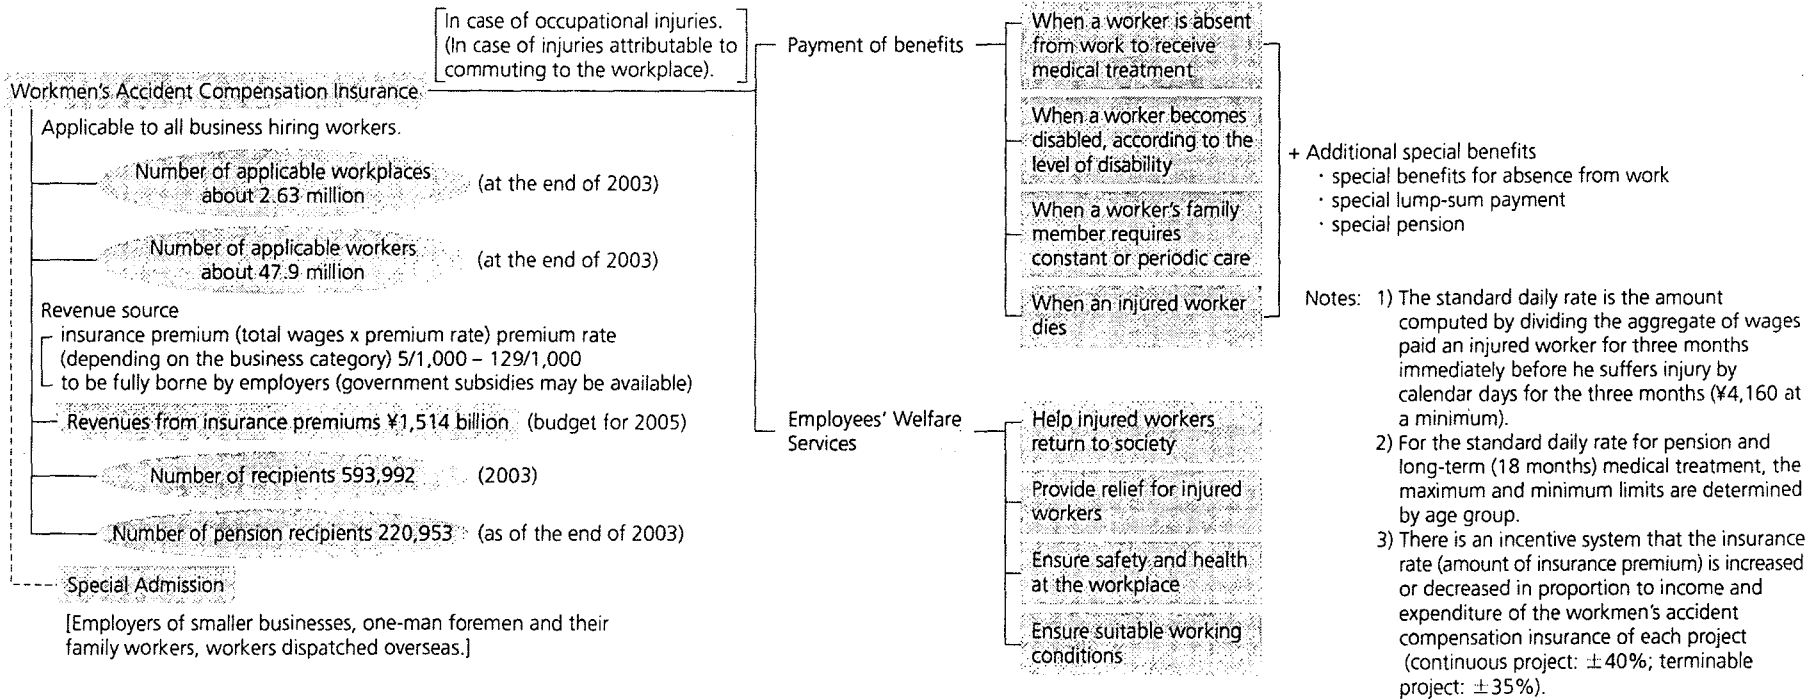 [In case of occupational injuries.
(In case of injuries attributable to
commuting to the workplace).]
Workmen's Accident Compensation Insurance
Applicable to all business hiring workers.
Number of applicable workplaces
about 2.63 million
(at the end of 2003)
Number of applicable workers
about 47.9 million
(at the end of 2003)
Revenue source
insurance premium (total wages x premium rate) premium rate
(depending on the business category) 5/1,000 – 129/1,000
to be fully borne by employers (government subsidies may be available)
Revenues from insurance premiums ¥1,514 billion (budget for 2005)
Number of recipients 593,992 (2003)
Number of pension recipients 220,953 (as of the end of 2003)
Special Admission
[Employers of smaller businesses, one-man foremen and their
family workers, workers dispatched overseas.]
Payment of benefits
When a worker is absent
from work to receive
medical treatment
When a worker becomes
disabled, according to the
level of disability
When a worker's family
member requires
constant or periodic care
When an injured worker
dies
+ Additional special benefits
· special benefits for absence from work
· special lump-sum payment
· special pension
Employees' Welfare
Services
Help injured workers
return to society
Provide relief for injured
workers
Ensure safety and health
at the workplace
Ensure suitable working
conditions
Notes: 1) The standard daily rate is the amount
computed by dividing the aggregate of wages
paid an injured worker for three months
immediately before he suffers injury by
calendar days for the three months (¥4,160 at
a minimum).
2) For the standard daily rate for pension and
long-term (18 months) medical treatment, the
maximum and minimum limits are determined
by age group.
3) There is an incentive system that the insurance
rate (amount of insurance premium) is increased
or decreased in proportion to income and
expenditure of the workmen's accident
compensation insurance of each project
(continuous project: ±40%; terminable
project: ±35%).